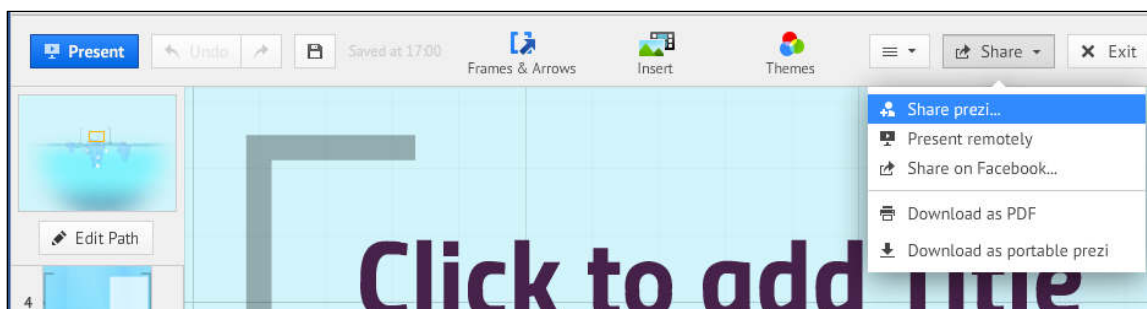 Present
Undo
Saved at 17:00
Frames & Arrows
Insert
Themes
Share
Exit
Share prezi...
Present remotely
Share on Facebook...
Download as PDF
Download as portable prezi
Edit Path
4
Click to add Title